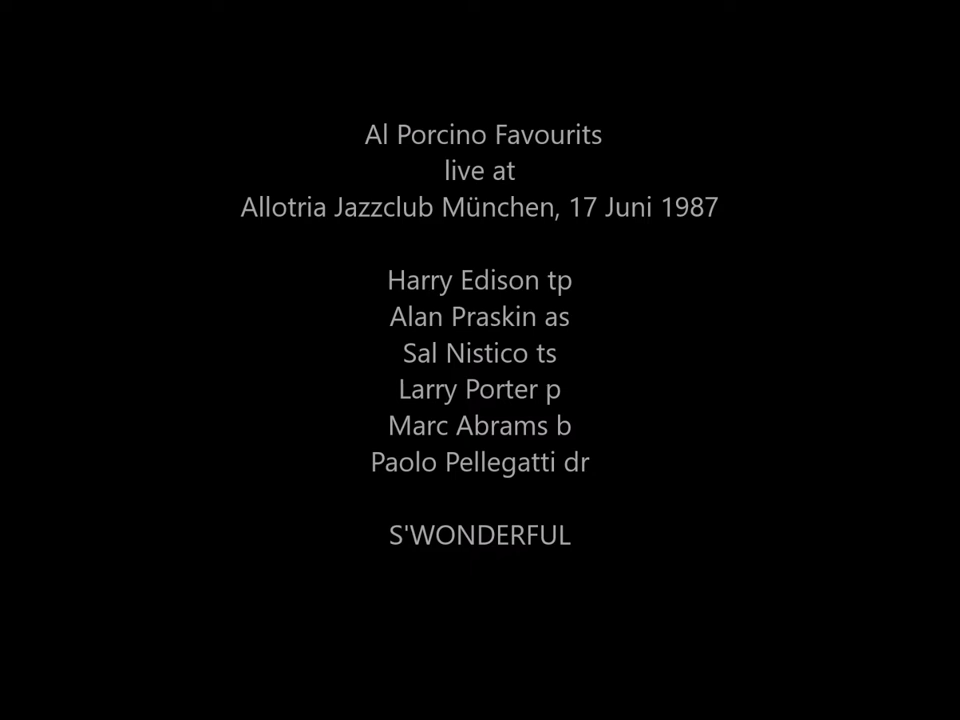 Al Porcino Favourits
live at
Allotria Jazzclub München, 17 Juni 1987
Harry Edison tp
Alan Praskin as
Sal Nistico ts
Larry Porter p
Marc Abrams b
Paolo Pellegatti dr
S'WONDERFUL